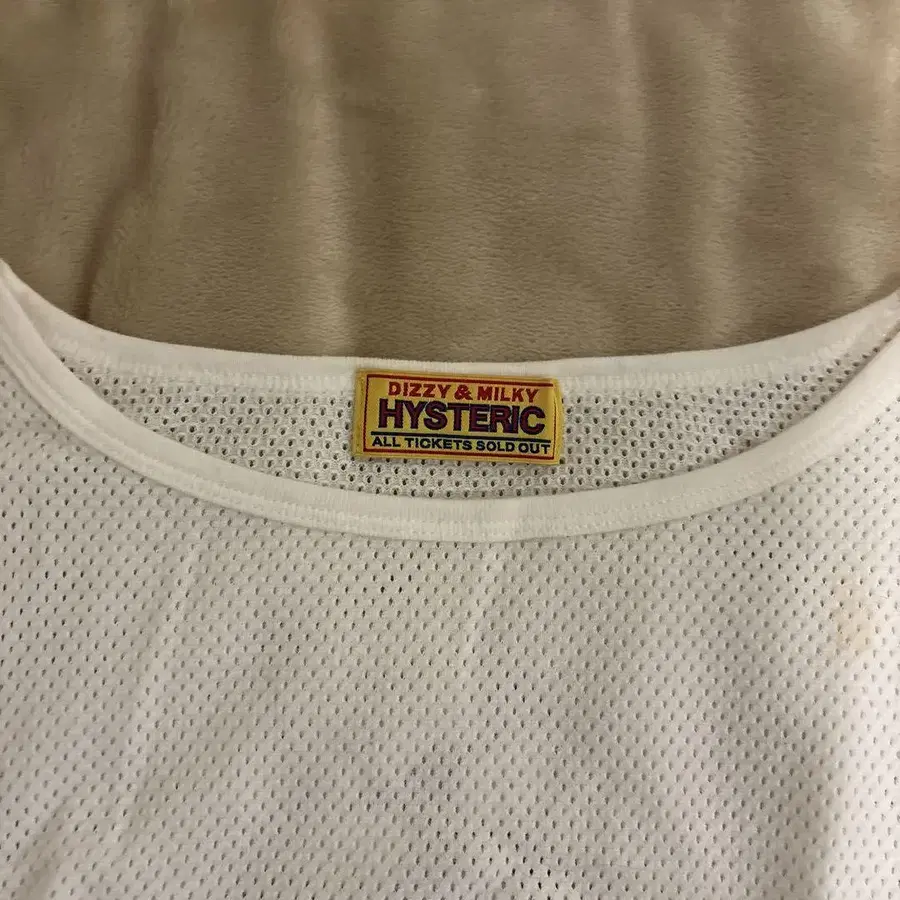 DIZZY & MILKY
HYSTERIC
ALL TICKETS SOLD OUT